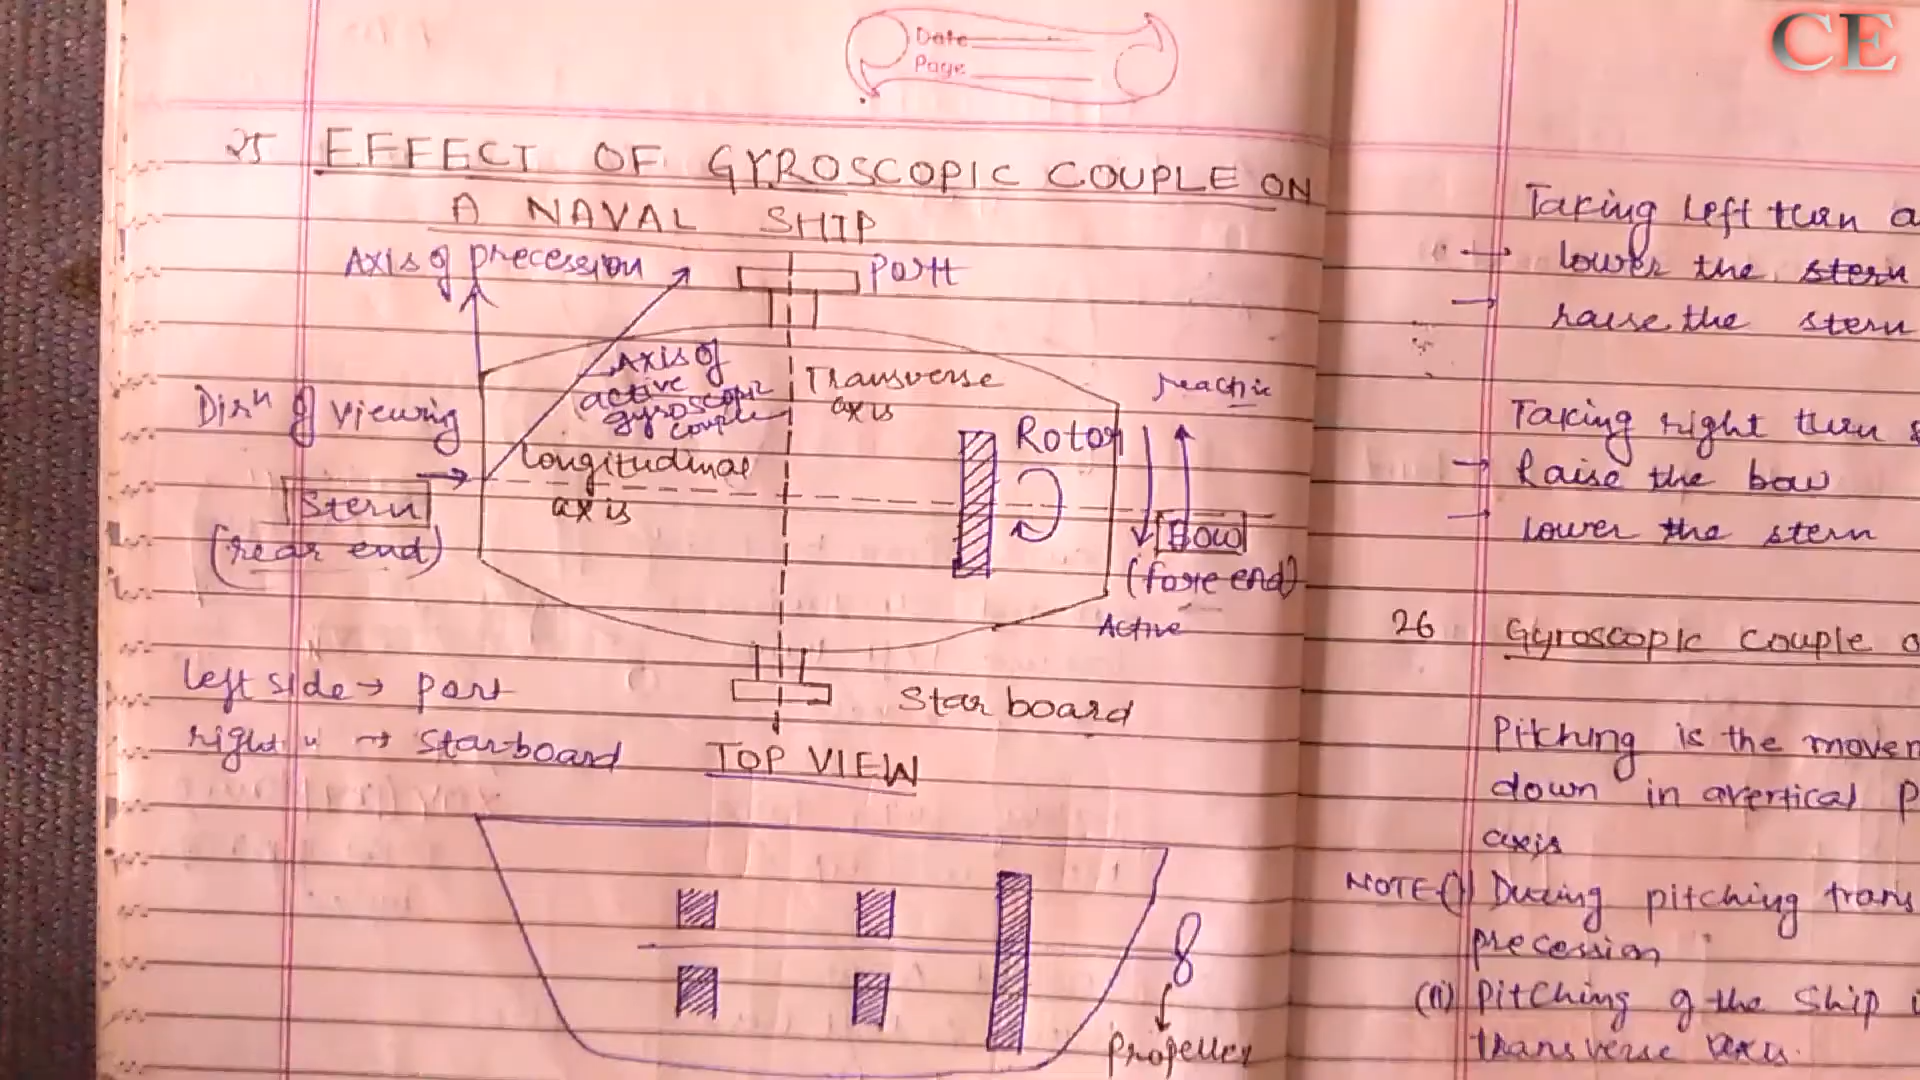 CE
Date
Page
25 EFFECT OF GYROSCOPIC COUPLE ON
A NAVAL SHIP
Axis of precession
Port
Axis of
active
gyroscopic
couple
Transverse
axis
Dirn of viewing
Longitudinal
axis
Rotor
Stern
(rear end)
Bow
(fore end)
Active
left side → port
right " → starboard
Star board
TOP VIEW
Propeller
Taking left turn
→ lower the stern
→ raise the stern
Taking right turn
→ Raise the bow
→ lower the stern
26 Gyroscopic couple
Pitching is the
down in a vertical
axis
NOTE-(i) During pitching
precession
(ii) Pitching of the ship
transverse axis.